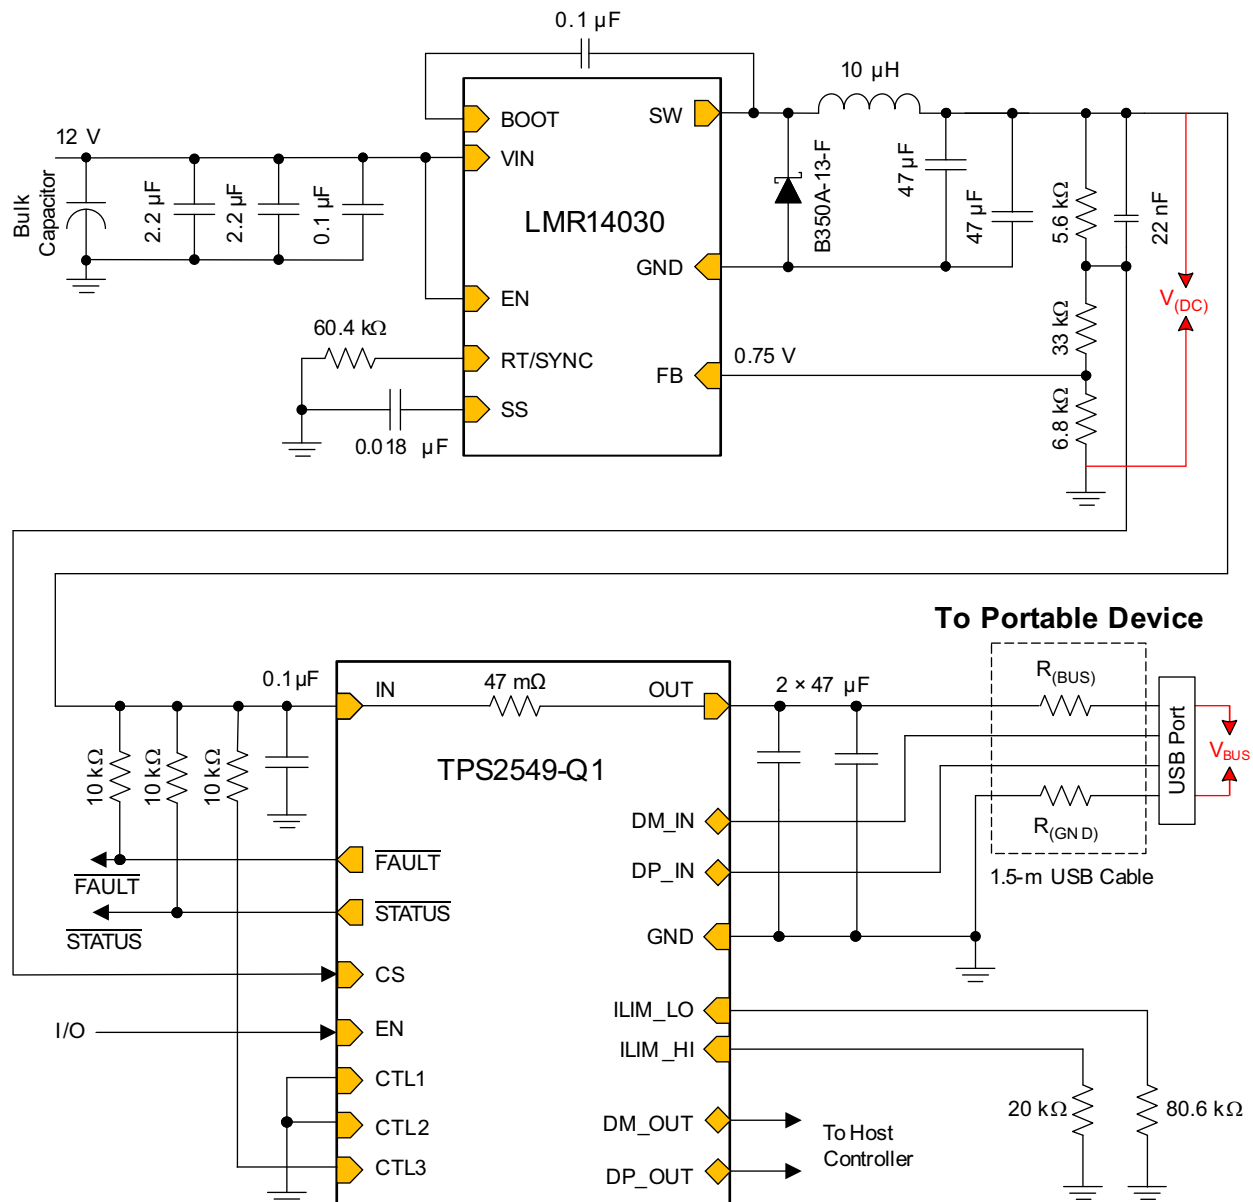 0.1 µF
10 µH
BOOT
SW
12 V
VIN
Bulk
Capacitor
2.2 µF
2.2 µF
0.1 µF
LMR14030
B350A-13-F
47 µF
47 µF
5.6 kΩ
22 nF
GND
EN
V(DC)
60.4 kΩ
RT/SYNC
FB
0.75 V
33 kΩ
SS
0.018 µF
6.8 kΩ
To Portable Device
0.1 µF
IN
47 mΩ
OUT
2 × 47 µF
R(BUS)
10 kΩ
10 kΩ
10 kΩ
TPS2549-Q1
USB Port
VBUS
DM_IN
R(GND)
FAULT
FAULT
DP_IN
1.5-m USB Cable
STATUS
STATUS
GND
CS
ILIM_LO
I/O
EN
ILIM_HI
CTL1
20 kΩ
80.6 kΩ
CTL2
DM_OUT
To Host
Controller
CTL3
DP_OUT